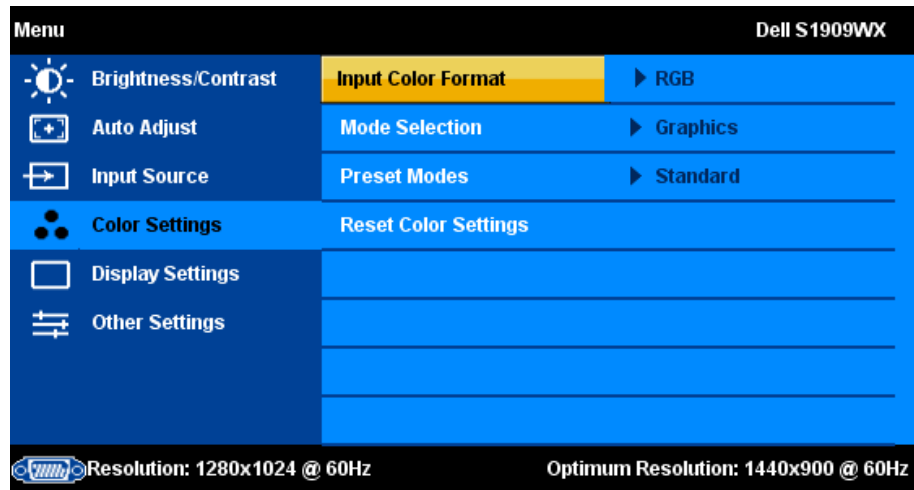 Menu Dell S1909WX
Brightness/Contrast Input Color Format RGB
Auto Adjust Mode Selection Graphics
Input Source Preset Modes Standard
Color Settings Reset Color Settings
Display Settings
Other Settings
Resolution: 1280x1024 @ 60Hz Optimum Resolution: 1440x900 @ 60Hz